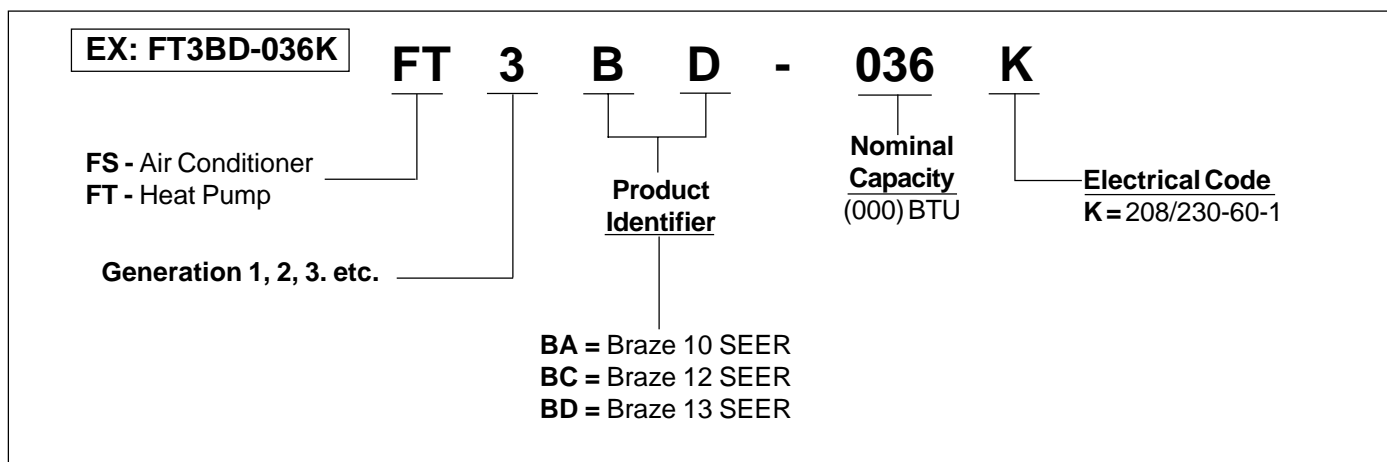 EX: FT3BD-036K
FT 3 B D - 036 K
FS - Air Conditioner
FT - Heat Pump
Generation 1, 2, 3. etc.
Product
Identifier
BA = Braze 10 SEER
BC = Braze 12 SEER
BD = Braze 13 SEER
Nominal
Capacity
(000) BTU
Electrical Code
K = 208/230-60-1